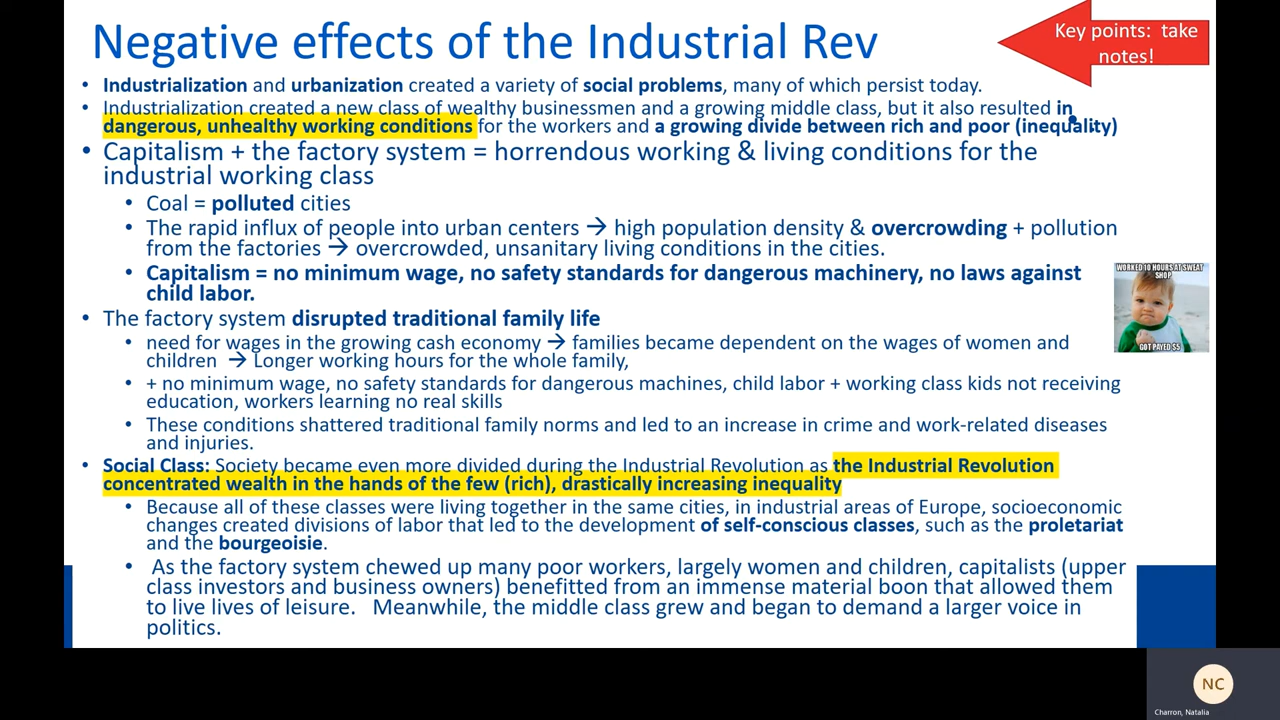 Negative effects of the Industrial Rev
Key points: take
notes!
• Industrialization and urbanization created a variety of social problems, many of which persist today.
• Industrialization created a new class of wealthy businessmen and a growing middle class, but it also resulted in
dangerous, unhealthy working conditions for the workers and a growing divide between rich and poor (inequality)
• Capitalism + the factory system = horrendous working & living conditions for the
industrial working class
• Coal = polluted cities
• The rapid influx of people into urban centers → high population density & overcrowding + pollution
from the factories → overcrowded, unsanitary living conditions in the cities.
• Capitalism = no minimum wage, no safety standards for dangerous machinery, no laws against
child labor.
WORKED 10 HOURS AT SWEAT
SHOP
GOT PAYED $5
• The factory system disrupted traditional family life
• need for wages in the growing cash economy → families became dependent on the wages of women and
children → Longer working hours for the whole family,
• + no minimum wage, no safety standards for dangerous machines, child labor + working class kids not receiving
education, workers learning no real skills
• These conditions shattered traditional family norms and led to an increase in crime and work-related diseases
and injuries.
• Social Class: Society became even more divided during the Industrial Revolution as the Industrial Revolution
concentrated wealth in the hands of the few (rich), drastically increasing inequality
• Because all of these classes were living together in the same cities, in industrial areas of Europe, socioeconomic
changes created divisions of labor that led to the development of self-conscious classes, such as the proletariat
and the bourgeoisie.
• As the factory system chewed up many poor workers, largely women and children, capitalists (upper
class investors and business owners) benefitted from an immense material boon that allowed them
to live lives of leisure. Meanwhile, the middle class grew and began to demand a larger voice in
politics.
NC
Charron, Natalia